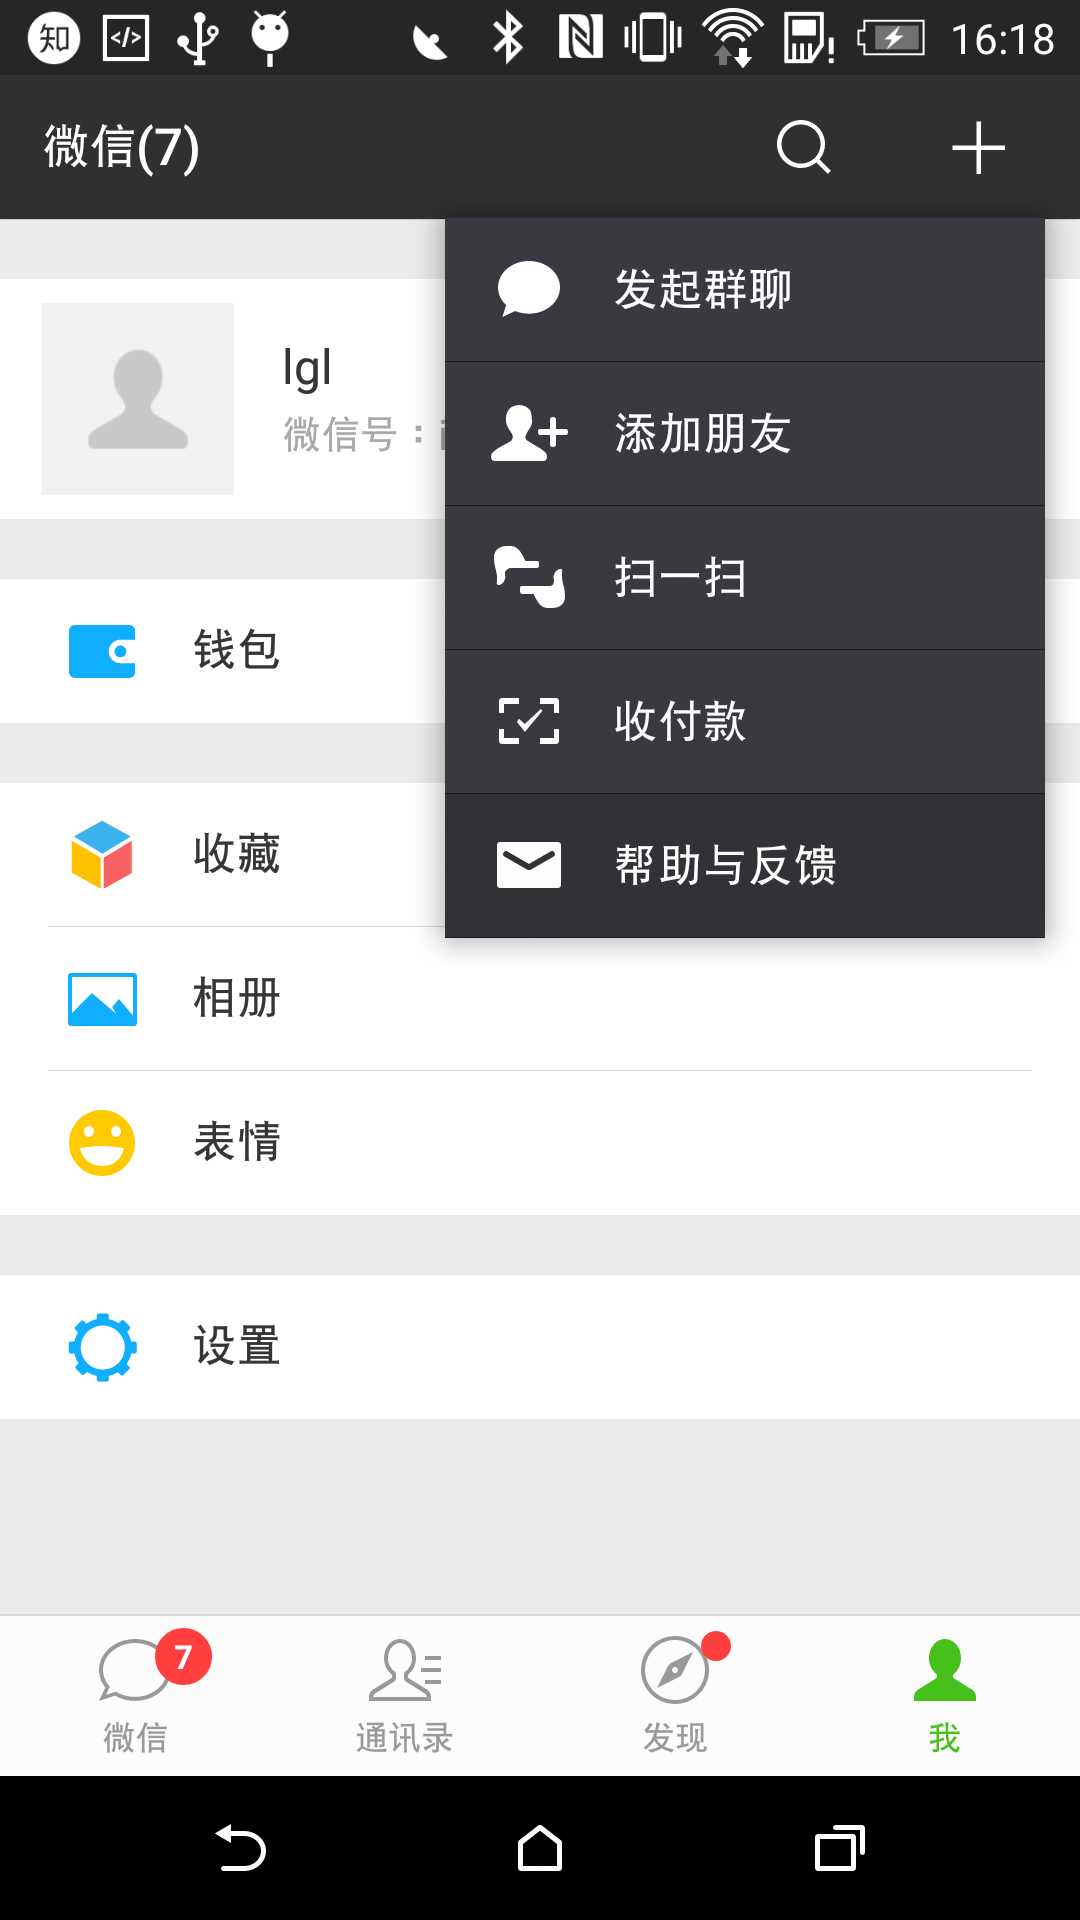 知 </> 16:18
微信(7)
发起群聊
lgl
微信号：
添加朋友
扫一扫
钱包
收付款
收藏
帮助与反馈
相册
表情
设置
7
微信 通讯录 发现 我